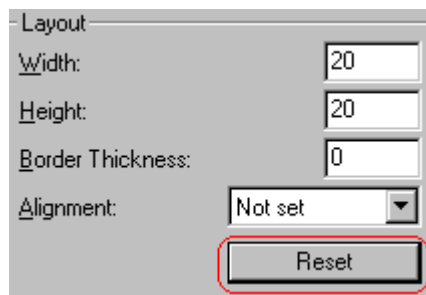 Layout
Width: 20
Height: 20
Border Thickness: 0
Alignment: Not set
Reset